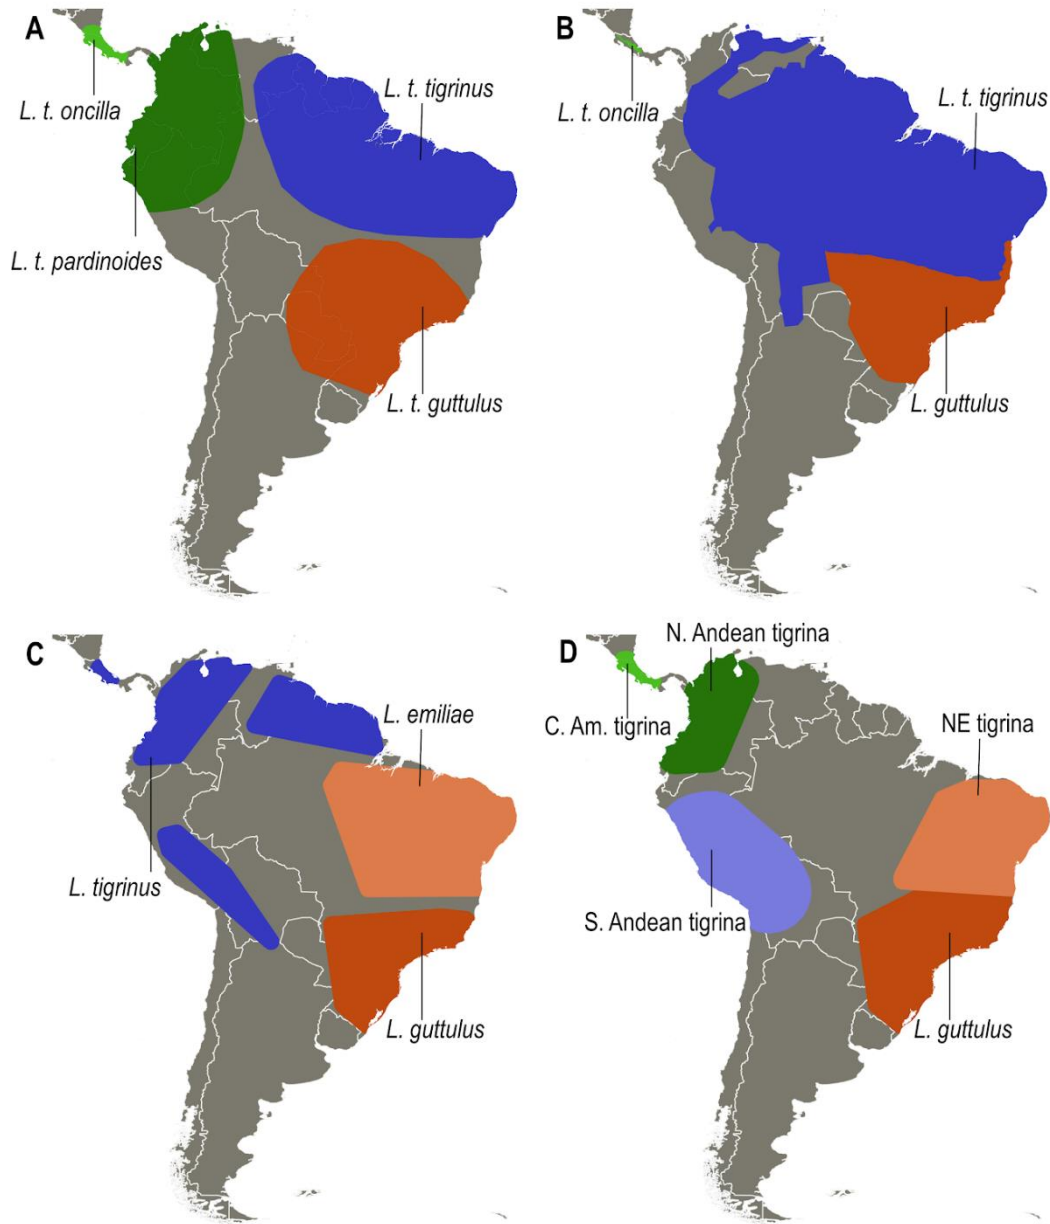 A
L. t. oncilla
L. t. tigrinus
L. t. pardinoides
L. t. guttulus
B
L. t. oncilla
L. t. tigrinus
L. guttulus
C
L. emiliae
L. tigrinus
L. guttulus
D
N. Andean tigrina
C. Am. tigrina
NE tigrina
S. Andean tigrina
L. guttulus